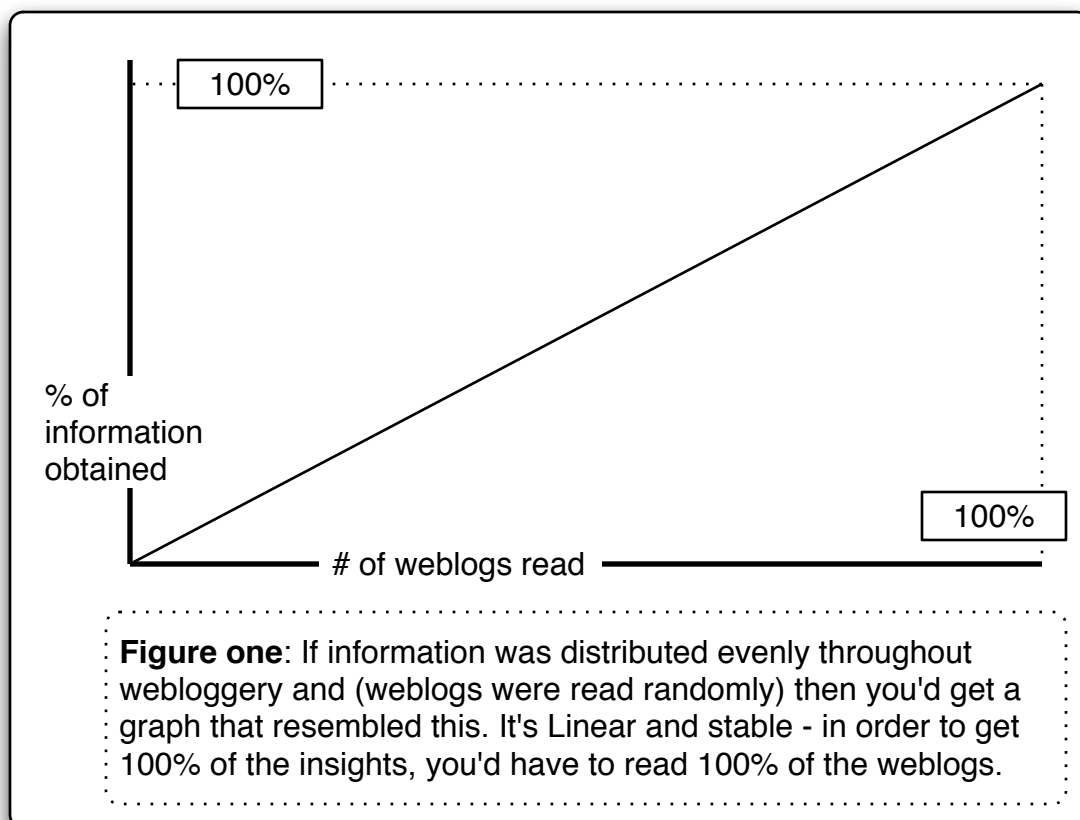 100%
% of
information
obtained
100%
# of weblogs read
Figure one: If information was distributed evenly throughout
webloggery and (weblogs were read randomly) then you'd get a
graph that resembled this. It's Linear and stable - in order to get
100% of the insights, you'd have to read 100% of the weblogs.